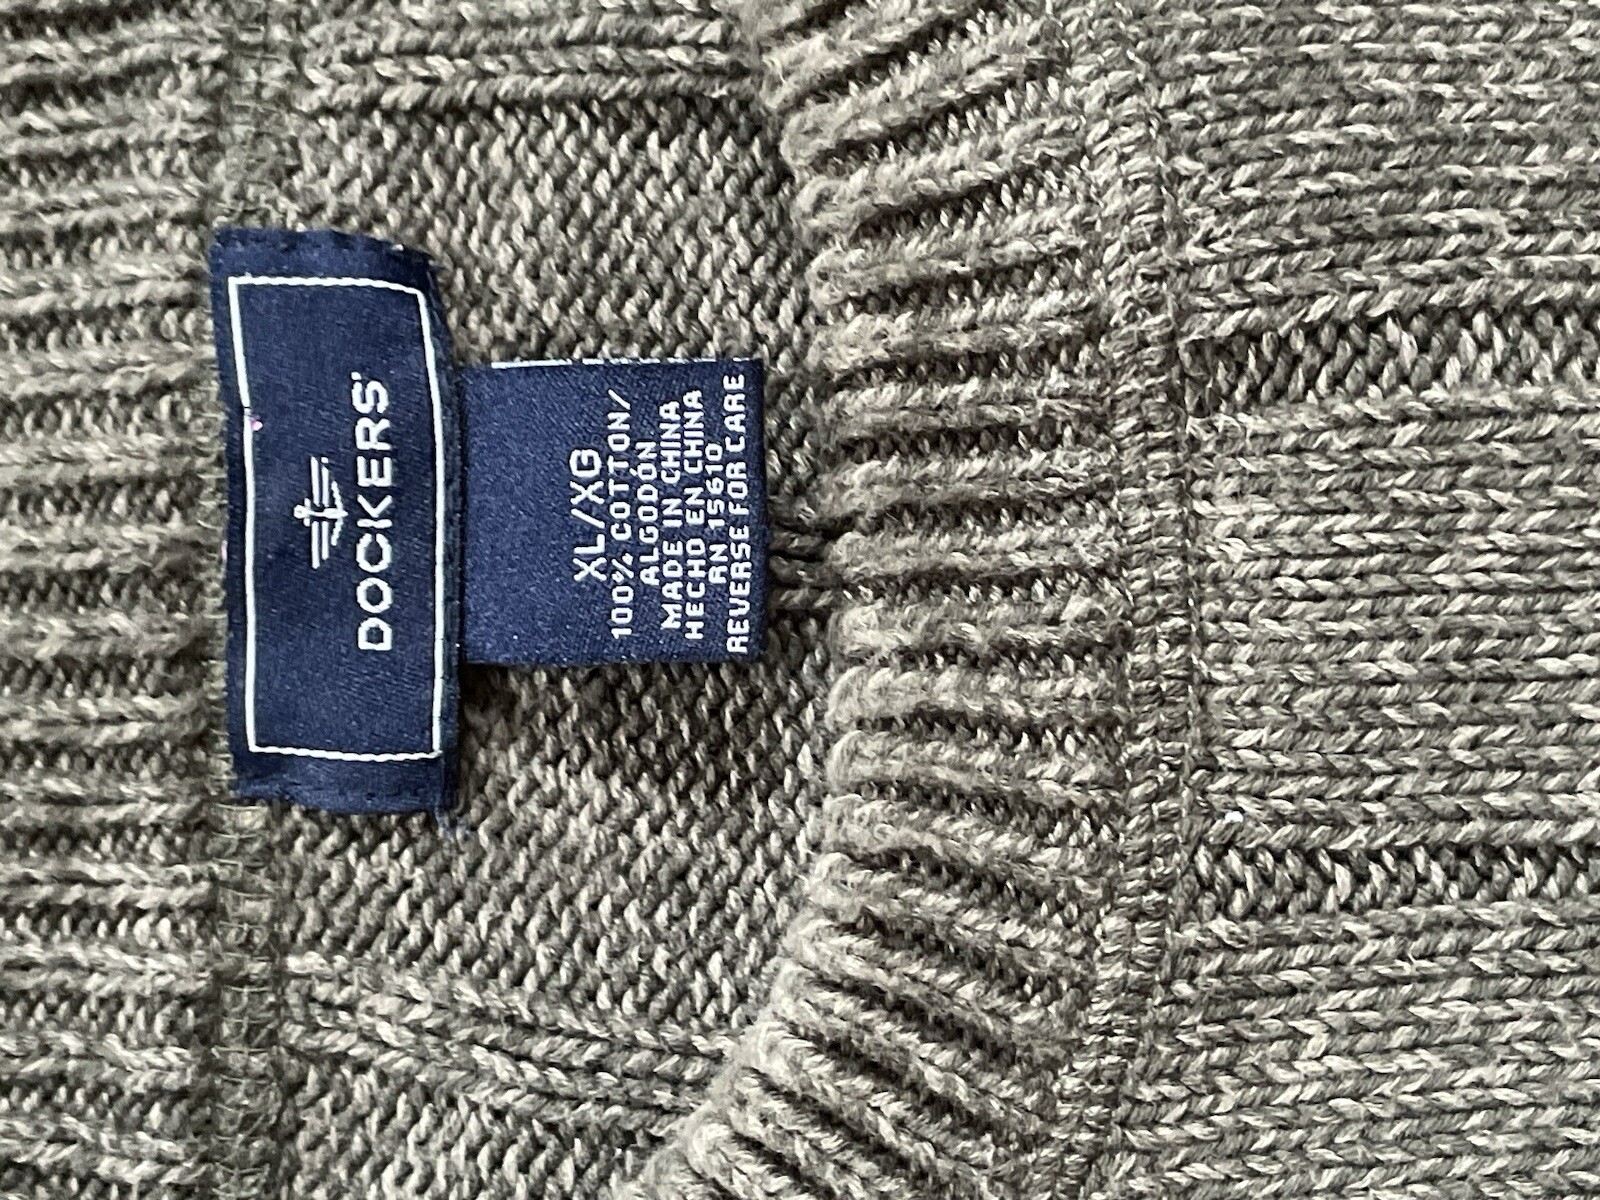 DOCKERS
XL/XG
100% COTTON/
ALGODÓN
MADE IN CHINA
HECHO EN CHINA
RN 15610
REVERSE FOR CARE